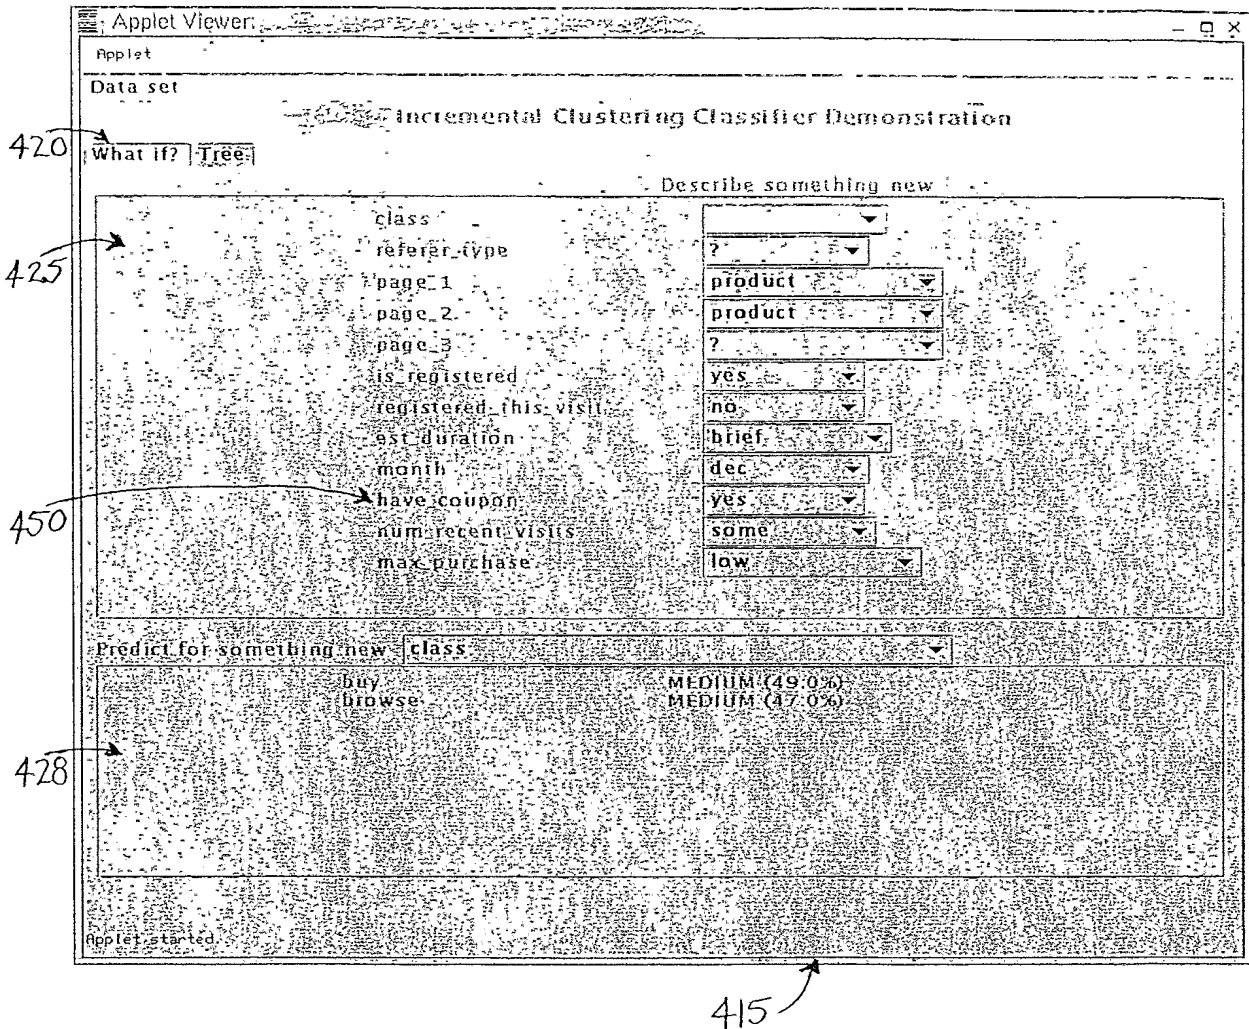 Applet Viewer:
Applet
Data set
Incremental Clustering Classifier Demonstration
420
What if? Tree
Describe something new
425
class
referer_type ?
page_1 product
page_2 product
page_3 ?
is_registered yes
registered_this_visit no
est_duration brief
month dec
450
have_coupon yes
num_recent_visits some
max_purchase low
Predict for something new class
buy MEDIUM (49.0%)
browse MEDIUM (47.0%)
428
Applet started.
415